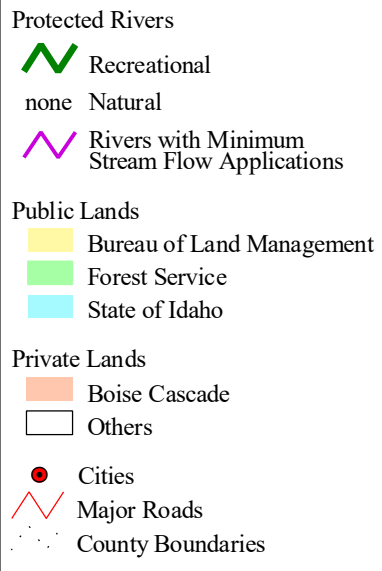 Protected Rivers
Recreational
none Natural
Rivers with Minimum
Stream Flow Applications
Public Lands
Bureau of Land Management
Forest Service
State of Idaho
Private Lands
Boise Cascade
Others
Cities
Major Roads
County Boundaries